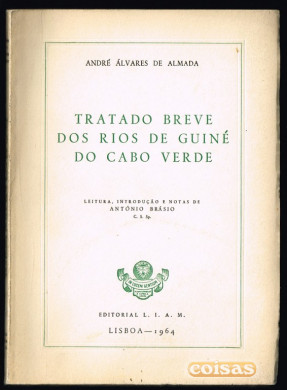 ANDRÉ ÁLVARES DE ALMADA
TRATADO BREVE
DOS RIOS DE GUINÉ
DO CABO VERDE
LEITURA, INTRODUÇÃO E NOTAS DE
ANTÓNIO BRÁSIO
C. S. Sp.
EDITORIAL L. I. A. M.
LISBOA—1964
coisas